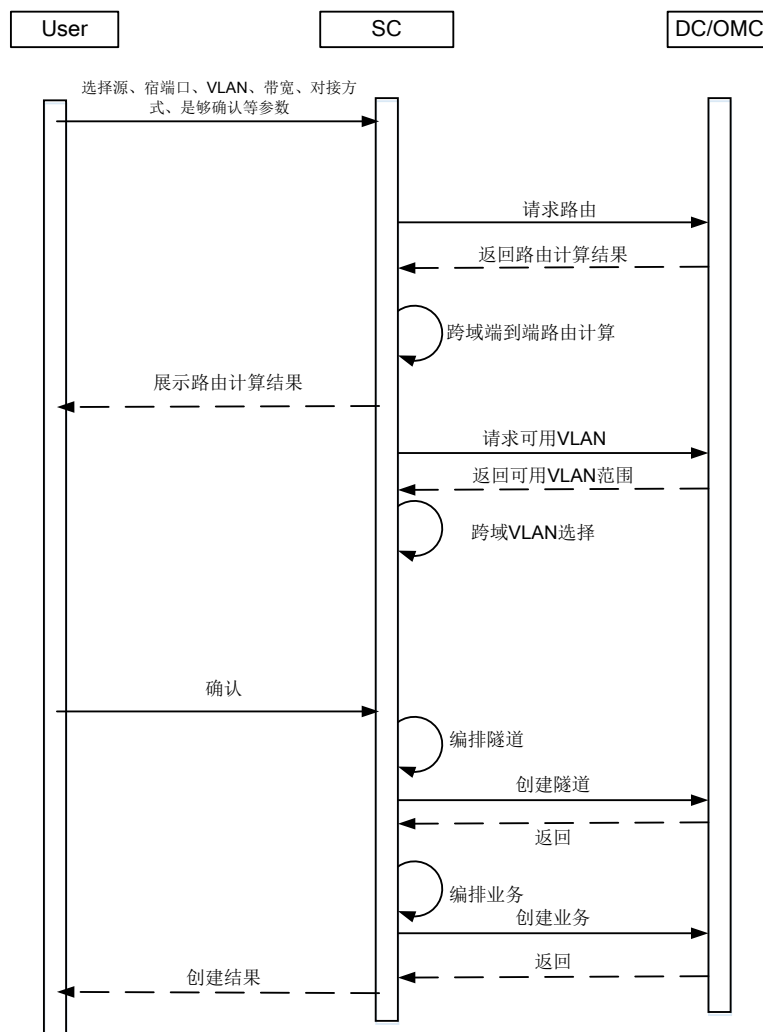 User
SC
DC/OMC
选择源、宿端口、VLAN、带宽、对接方
式、是够确认等参数
请求路由
返回路由计算结果
跨域端到端路由计算
展示路由计算结果
请求可用VLAN
返回可用VLAN范围
跨域VLAN选择
确认
编排隧道
创建隧道
返回
编排业务
创建业务
返回
创建结果